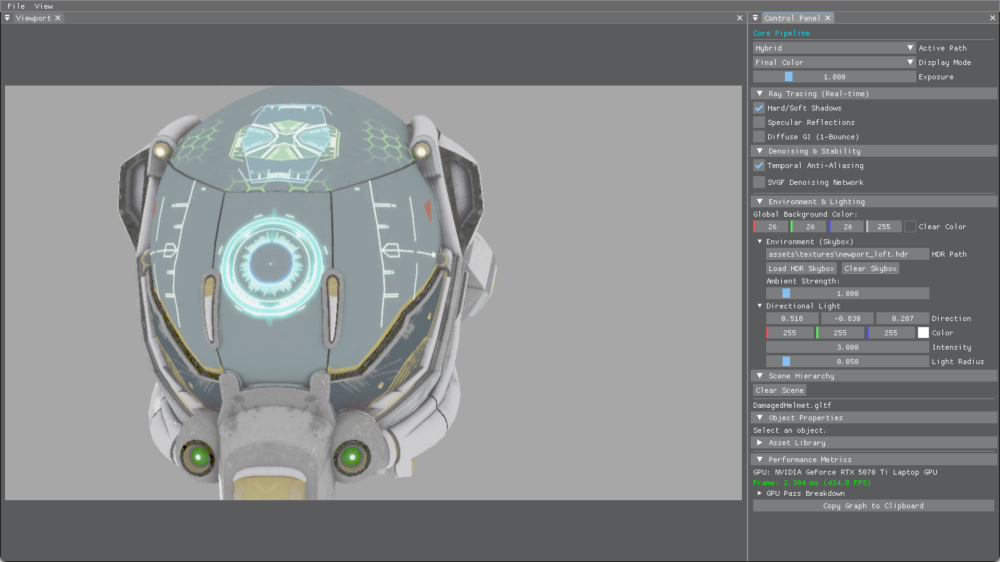 File View
Viewport
Control Panel
Core Pipeline
Hybrid Active Path
Final Color Display Mode
1.000 Exposure
Ray Tracing (Real-time)
Hard/Soft Shadows
Specular Reflections
Diffuse GI (1-Bounce)
Denoising & Stability
Temporal Anti-Aliasing
SVGF Denoising Network
Environment & Lighting
Global Background Color:
26 26 26 255 Clear Color
Environment (Skybox)
assets\textures\newport_loft.hdr HDR Path
Load HDR Skybox Clear Skybox
Ambient Strength:
1.000
Directional Light
0.518 -0.830 0.207 Direction
255 255 255 Color
3.000 Intensity
0.050 Light Radius
Scene Hierarchy
Clear Scene
DamagedHelmet.gltf
Object Properties
Select an object.
Asset Library
Performance Metrics
GPU: NVIDIA GeForce RTX 5070 Ti Laptop GPU
Frame: 2.304 ms (434.0 FPS)
GPU Pass Breakdown
Copy Graph to Clipboard